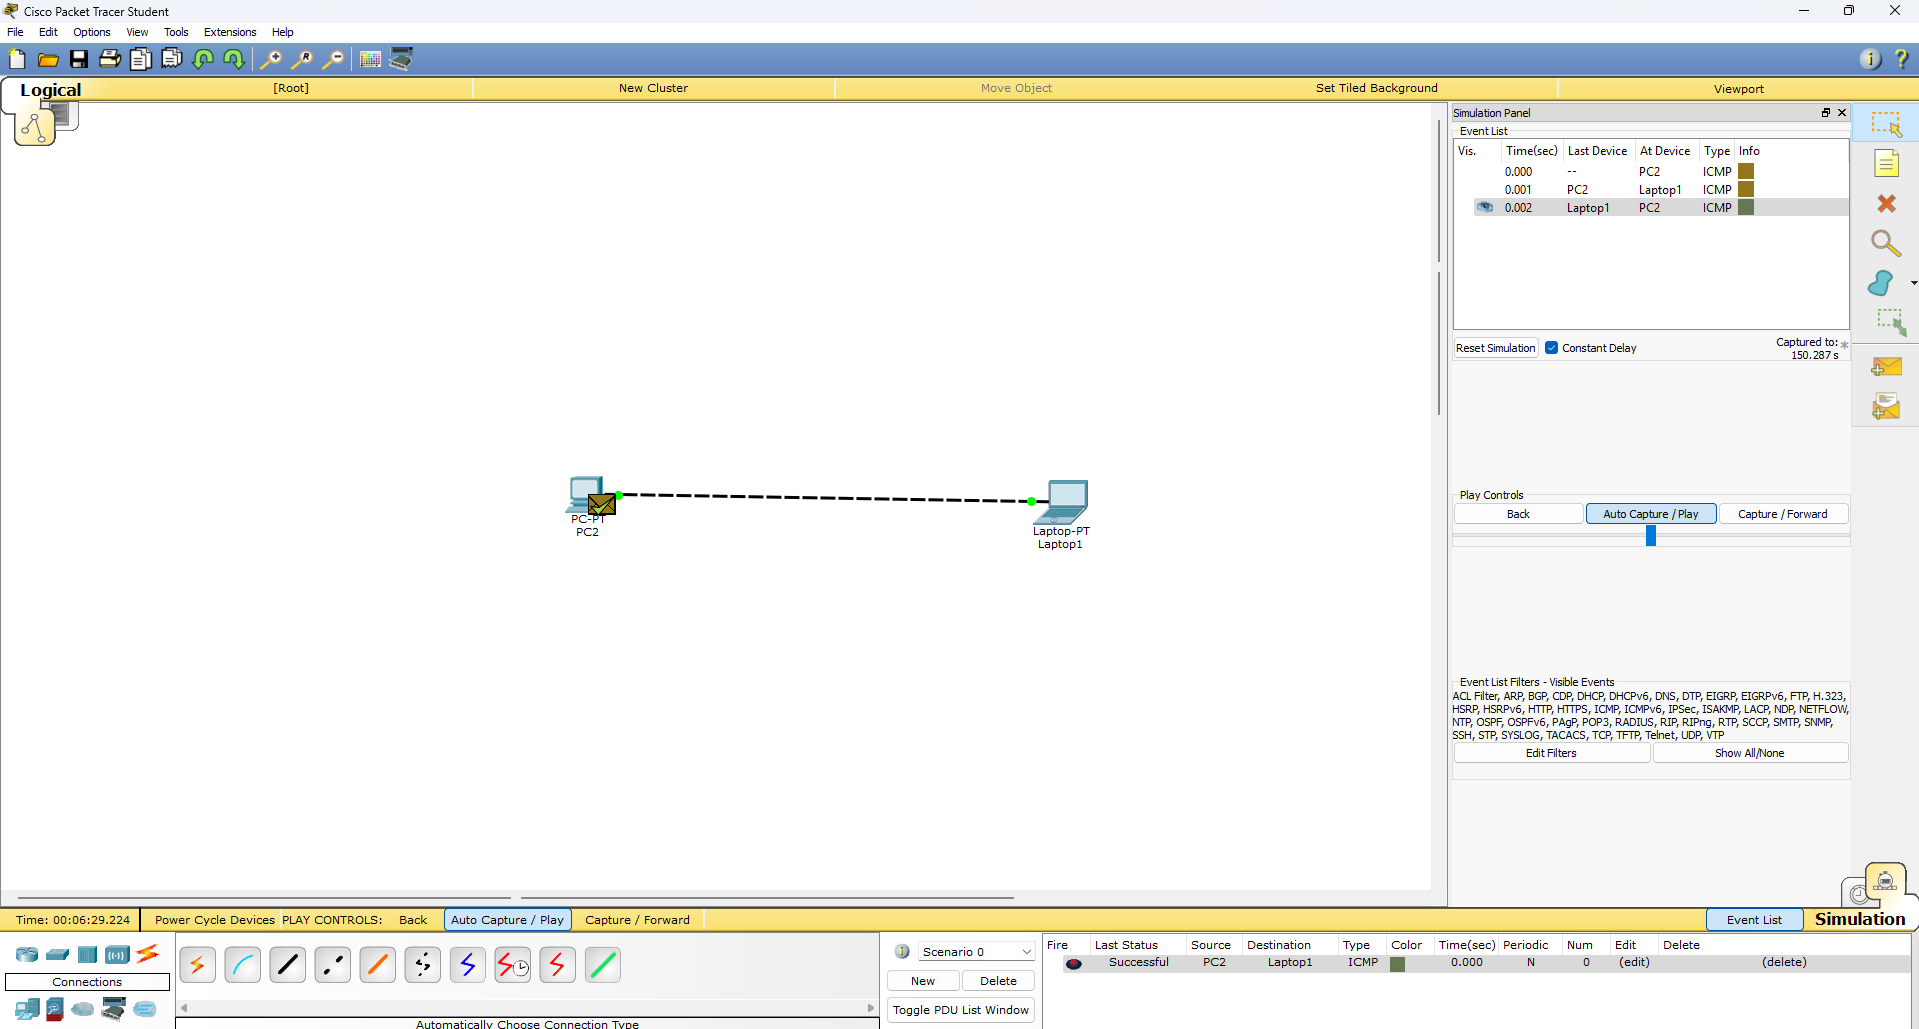 Cisco Packet Tracer Student
File Edit Options View Tools Extensions Help
Logical [Root] New Cluster Move Object Set Tiled Background Viewport
Simulation Panel
Event List
Vis. Time(sec) Last Device At Device Type Info
0.000 -- PC2 ICMP
0.001 PC2 Laptop1 ICMP
0.002 Laptop1 PC2 ICMP
Reset Simulation Constant Delay Captured to: *
150.287 s
PC-PT
PC2
Laptop-PT
Laptop1
Play Controls
Back Auto Capture / Play Capture / Forward
Event List Filters - Visible Events
ACL Filter, ARP, BGP, CDP, DHCP, DHCPv6, DNS, DTP, EIGRP, EIGRPv6, FTP, H.323,
HSRP, HSRPv6, HTTP, HTTPS, ICMP, ICMPv6, IPSec, ISAKMP, LACP, NDP, NETFLOW,
NTP, OSPF, OSPFv6, PAgP, POP3, RADIUS, RIP, RIPng, RTP, SCCP, SMTP, SNMP,
SSH, STP, SYSLOG, TACACS, TCP, TFTP, Telnet, UDP, VTP
Edit Filters Show All/None
Time: 00:06:29.224 Power Cycle Devices PLAY CONTROLS: Back Auto Capture / Play Capture / Forward Event List Simulation
Connections
Automatically Choose Connection Type
Scenario 0
New Delete
Toggle PDU List Window
Fire Last Status Source Destination Type Color Time(sec) Periodic Num Edit Delete
Successful PC2 Laptop1 ICMP 0.000 N 0 (edit) (delete)